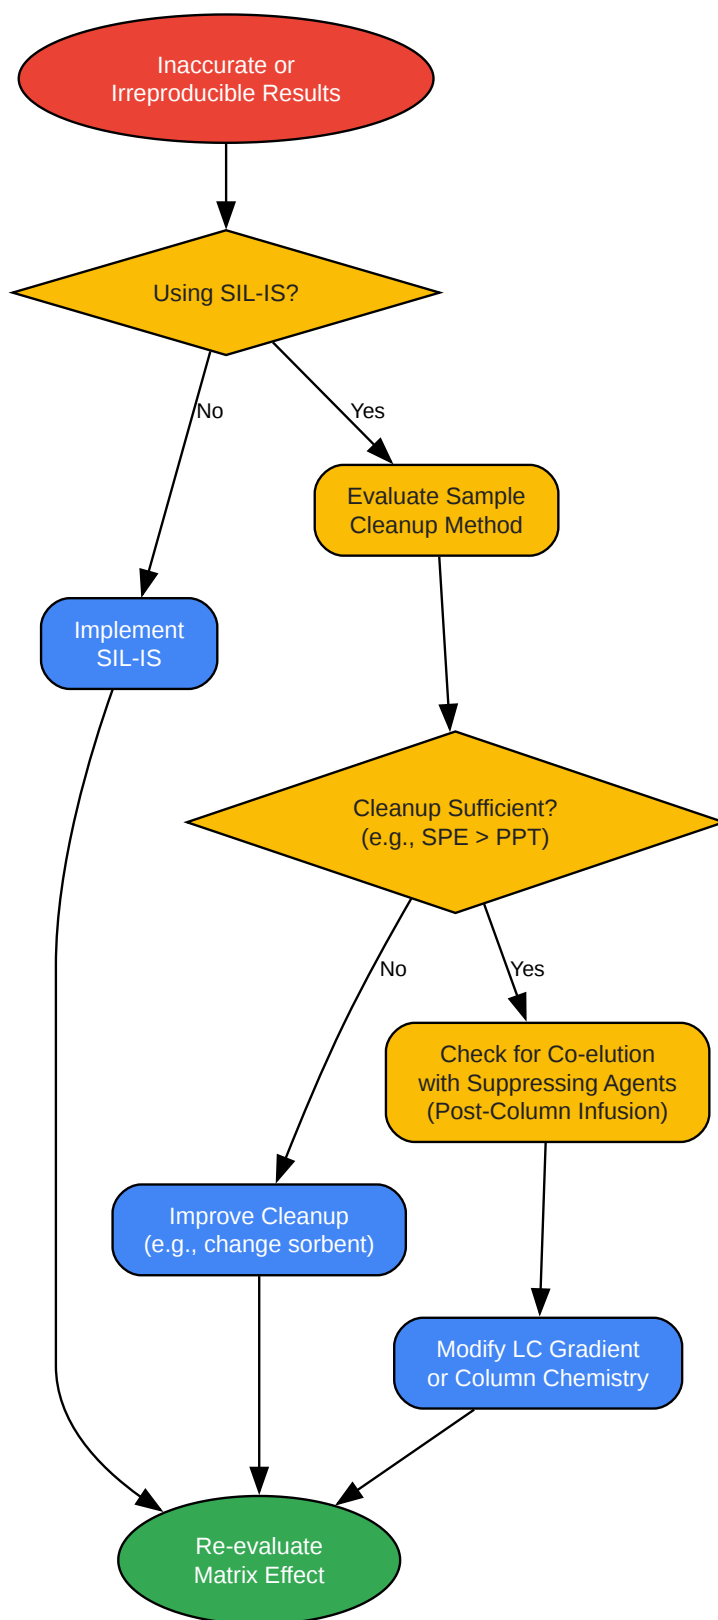 Inaccurate or
Irreproducible Results
Using SIL-IS?
No
Yes
Evaluate Sample
Cleanup Method
Implement
SIL-IS
Cleanup Sufficient?
(e.g., SPE > PPT)
No
Yes
Check for Co-elution
with Suppressing Agents
(Post-Column Infusion)
Improve Cleanup
(e.g., change sorbent)
Modify LC Gradient
or Column Chemistry
Re-evaluate
Matrix Effect